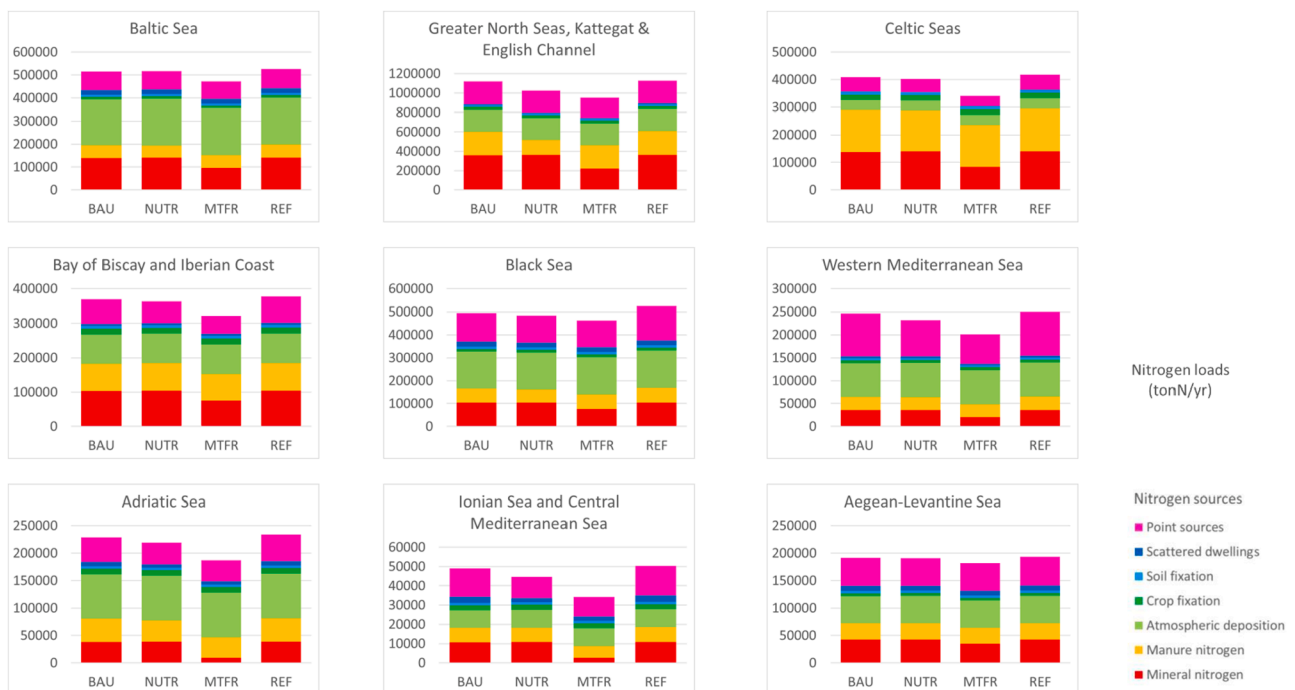 Baltic Sea
600000
500000
400000
300000
200000
100000
0
BAU NUTR MTFR REF
Greater North Seas, Kattegat &
English Channel
1200000
1000000
800000
600000
400000
200000
0
BAU NUTR MTFR REF
Celtic Seas
500000
400000
300000
200000
100000
0
BAU NUTR MTFR REF
Bay of Biscay and Iberian Coast
400000
300000
200000
100000
0
BAU NUTR MTFR REF
Black Sea
600000
500000
400000
300000
200000
100000
0
BAU NUTR MTFR REF
Western Mediterranean Sea
300000
250000
200000
150000
100000
50000
0
BAU NUTR MTFR REF
Nitrogen loads
(tonN/yr)
Adriatic Sea
250000
200000
150000
100000
50000
0
BAU NUTR MTFR REF
Ionian Sea and Central
Mediterranean Sea
60000
50000
40000
30000
20000
10000
0
BAU NUTR MTFR REF
Aegean-Levantine Sea
250000
200000
150000
100000
50000
0
BAU NUTR MTFR REF
Nitrogen sources
Point sources
Scattered dwellings
Soil fixation
Crop fixation
Atmospheric deposition
Manure nitrogen
Mineral nitrogen